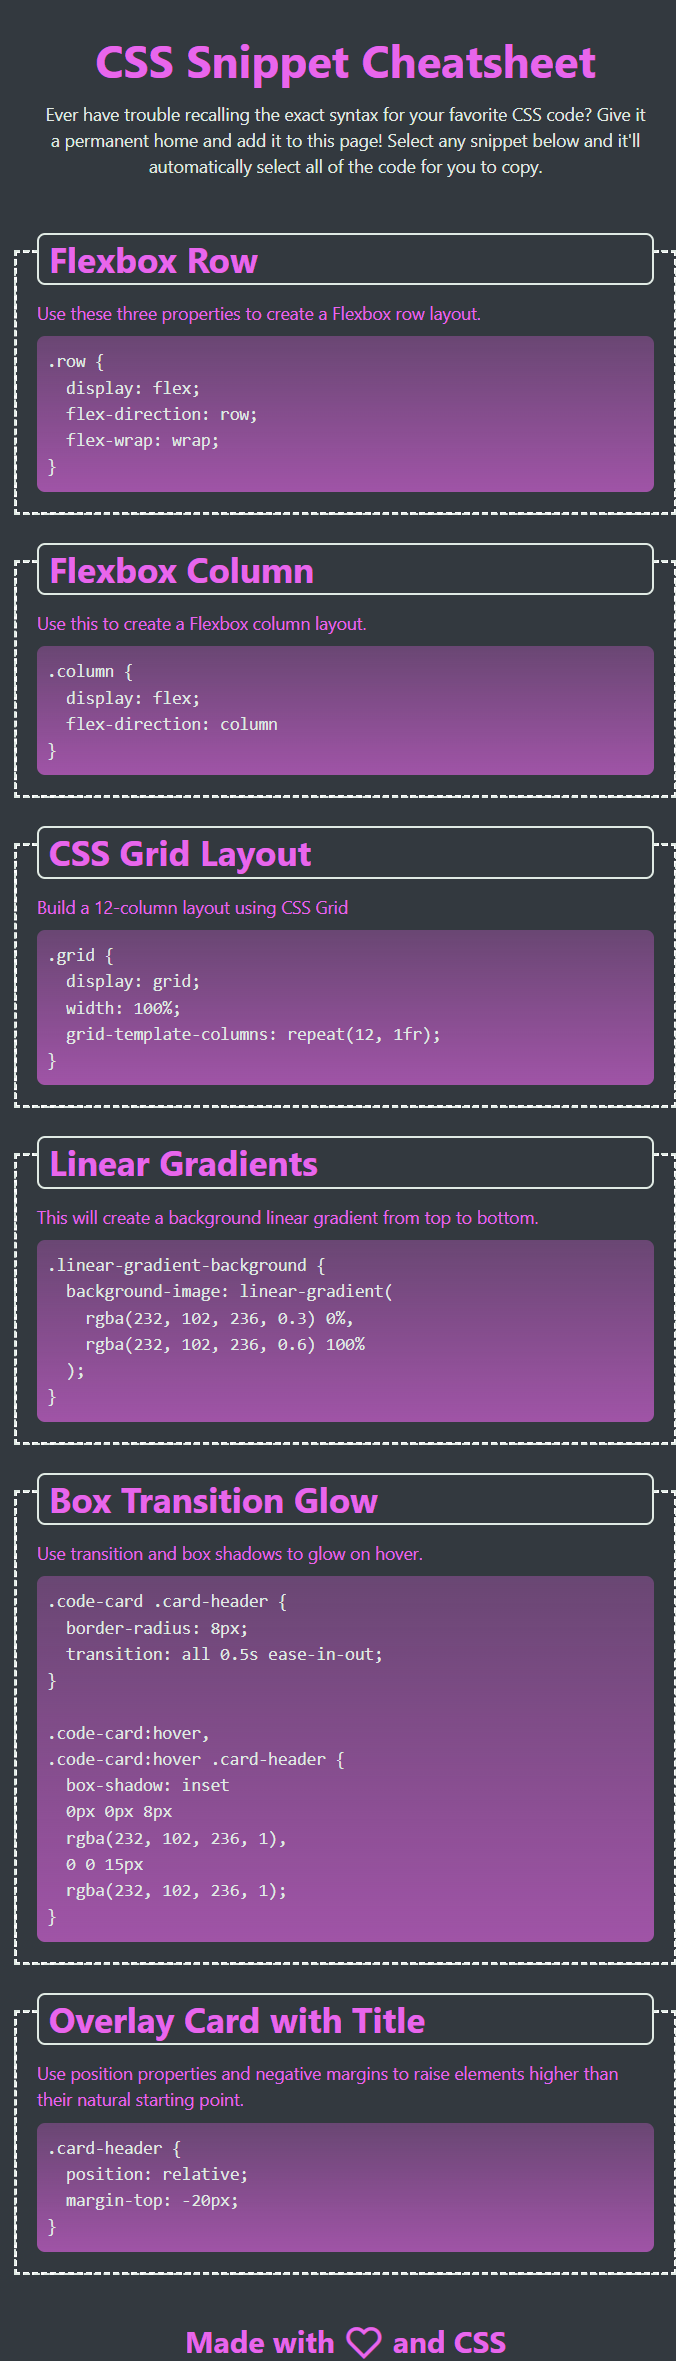 CSS Snippet Cheatsheet
Ever have trouble recalling the exact syntax for your favorite CSS code? Give it
a permanent home and add it to this page! Select any snippet below and it'll
automatically select all of the code for you to copy.
Flexbox Row
Use these three properties to create a Flexbox row layout.
.row {
  display: flex;
  flex-direction: row;
  flex-wrap: wrap;
}
Flexbox Column
Use this to create a Flexbox column layout.
.column {
  display: flex;
  flex-direction: column
}
CSS Grid Layout
Build a 12-column layout using CSS Grid
.grid {
  display: grid;
  width: 100%;
  grid-template-columns: repeat(12, 1fr);
}
Linear Gradients
This will create a background linear gradient from top to bottom.
.linear-gradient-background {
  background-image: linear-gradient(
    rgba(232, 102, 236, 0.3) 0%,
    rgba(232, 102, 236, 0.6) 100%
  );
}
Box Transition Glow
Use transition and box shadows to glow on hover.
.code-card .card-header {
  border-radius: 8px;
  transition: all 0.5s ease-in-out;
}
.code-card:hover,
.code-card:hover .card-header {
  box-shadow: inset
  0px 0px 8px
  rgba(232, 102, 236, 1),
  0 0 15px
  rgba(232, 102, 236, 1);
}
Overlay Card with Title
Use position properties and negative margins to raise elements higher than
their natural starting point.
.card-header {
  position: relative;
  margin-top: -20px;
}
Made with ♡ and CSS